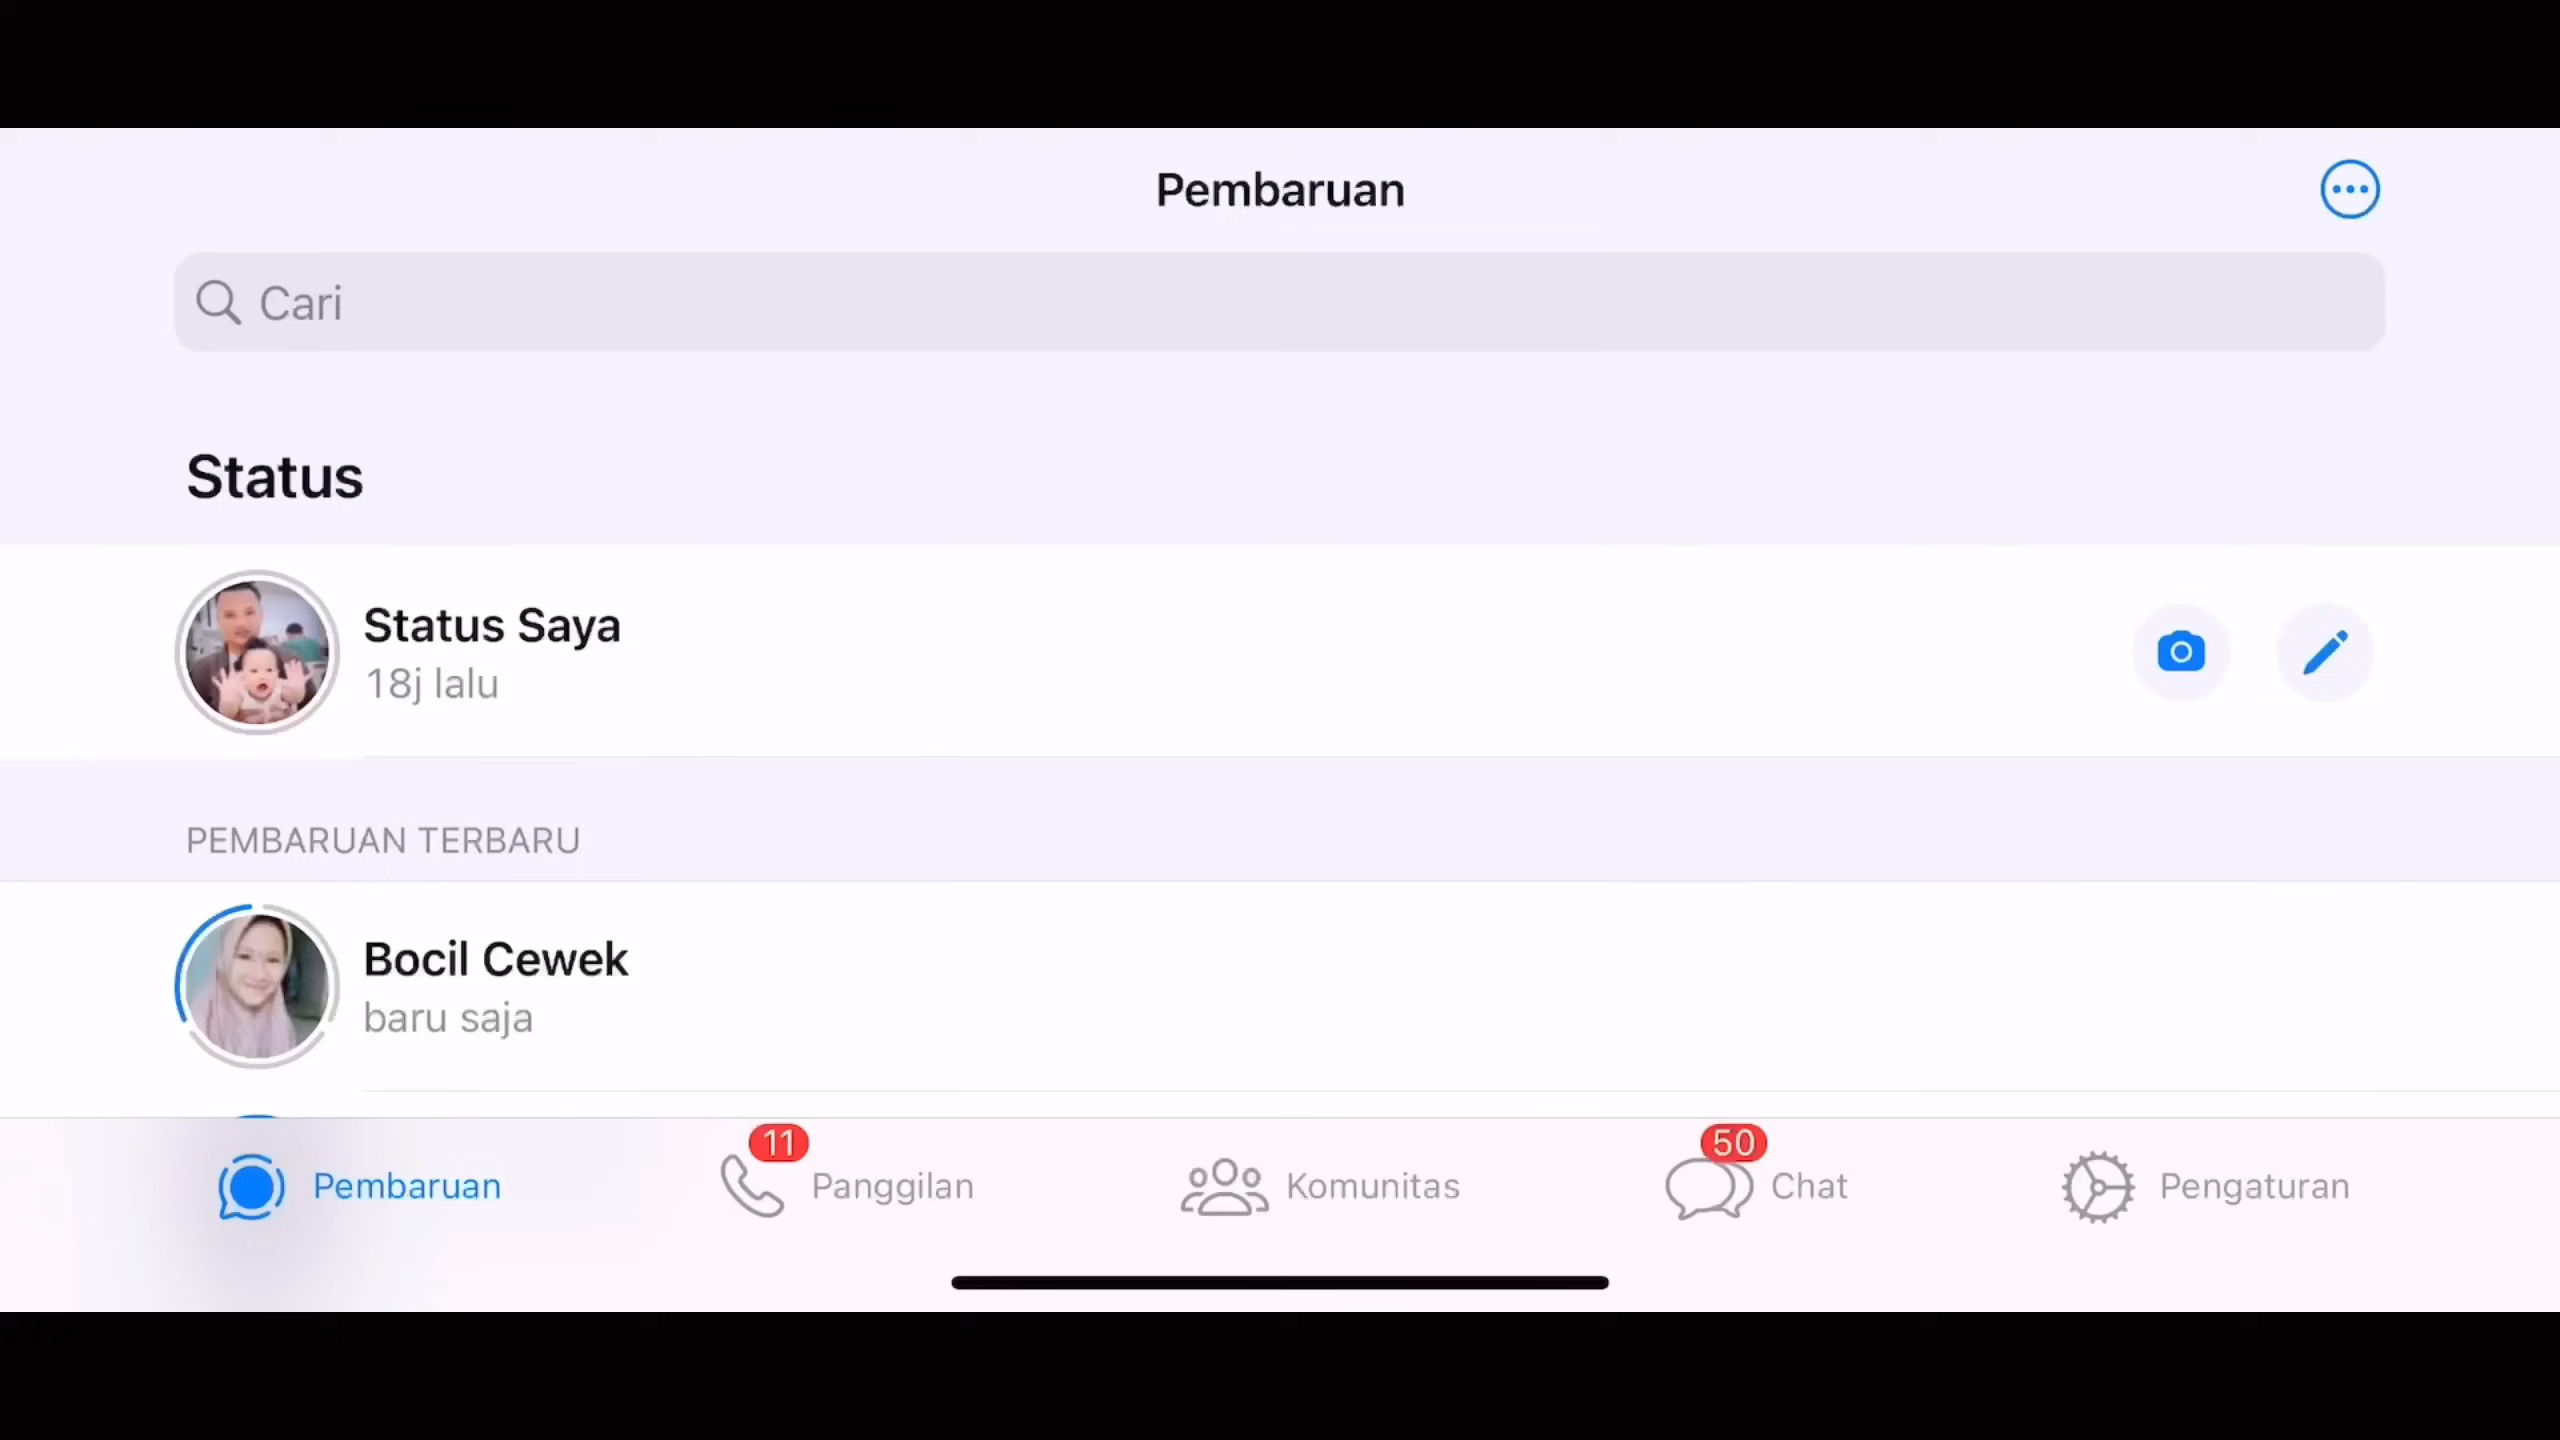 Pembaruan
Cari
Status
Status Saya
18j lalu
PEMBARUAN TERBARU
Bocil Cewek
baru saja
Pembaruan
11
Panggilan
Komunitas
50
Chat
Pengaturan